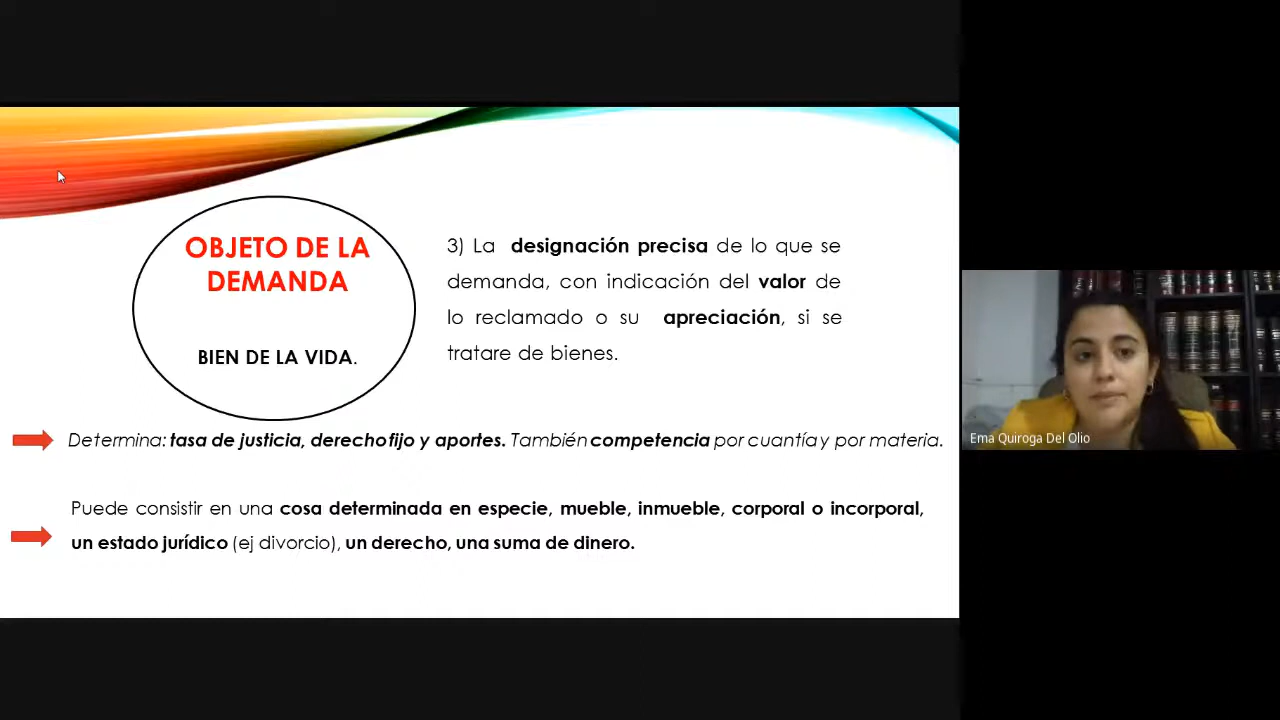 OBJETO DE LA
DEMANDA
BIEN DE LA VIDA.
3) La designación precisa de lo que se
demanda, con indicación del valor de
lo reclamado o su apreciación, si se
tratare de bienes.
Determina: tasa de justicia, derecho fijo y aportes. También competencia por cuantía y por materia.
Puede consistir en una cosa determinada en especie, mueble, inmueble, corporal o incorporal,
un estado jurídico (ej divorcio), un derecho, una suma de dinero.
Ema Quiroga Del Olio